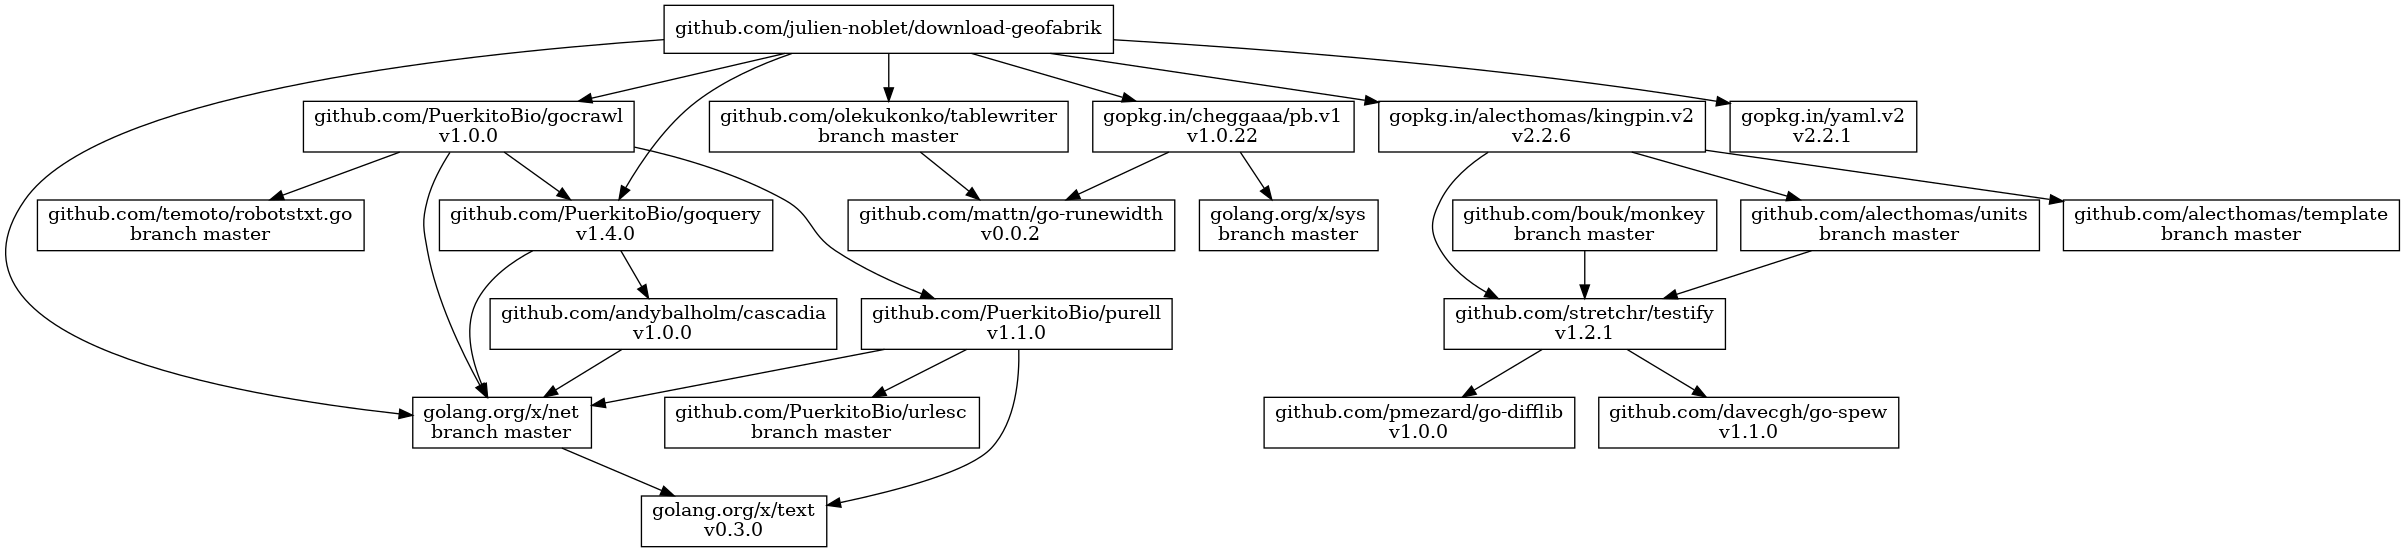 github.com/julien-noblet/download-geofabrik
github.com/PuerkitoBio/gocrawl
v1.0.0
github.com/olekukonko/tablewriter
branch master
gopkg.in/cheggaaa/pb.v1
v1.0.22
gopkg.in/alecthomas/kingpin.v2
v2.2.6
gopkg.in/yaml.v2
v2.2.1
github.com/temoto/robotstxt.go
branch master
github.com/PuerkitoBio/goquery
v1.4.0
github.com/mattn/go-runewidth
v0.0.2
golang.org/x/sys
branch master
github.com/bouk/monkey
branch master
github.com/alecthomas/units
branch master
github.com/alecthomas/template
branch master
github.com/andybalholm/cascadia
v1.0.0
github.com/PuerkitoBio/purell
v1.1.0
github.com/stretchr/testify
v1.2.1
golang.org/x/net
branch master
github.com/PuerkitoBio/urlesc
branch master
github.com/pmezard/go-difflib
v1.0.0
github.com/davecgh/go-spew
v1.1.0
golang.org/x/text
v0.3.0